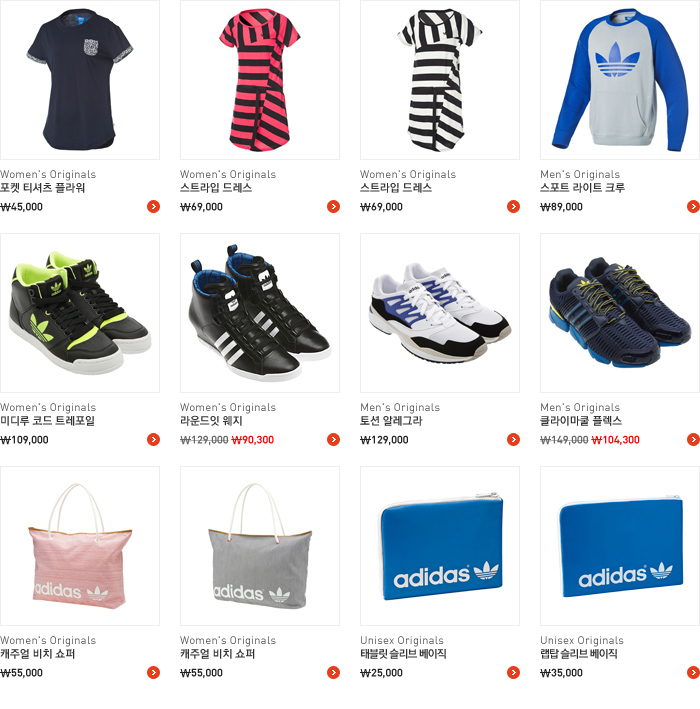 Women's Originals
포켓 티셔츠 플라워
₩45,000
Women's Originals
스트라입 드레스
₩69,000
Women's Originals
스트라입 드레스
₩69,000
Men's Originals
스포트 라이트 크루
₩89,000
Women's Originals
미디루 코드 트레포일
₩109,000
Women's Originals
라운드잇 웨지
₩129,000 ₩90,300
Men's Originals
토션 알레그라
₩129,000
Men's Originals
클라이마쿨 플렉스
₩149,000 ₩104,300
adidas
Women's Originals
캐주얼 비치 쇼퍼
₩55,000
adidas
Women's Originals
캐주얼 비치 쇼퍼
₩55,000
adidas
Unisex Originals
태블릿 슬리브 베이직
₩25,000
adidas
Unisex Originals
랩탑 슬리브 베이직
₩35,000